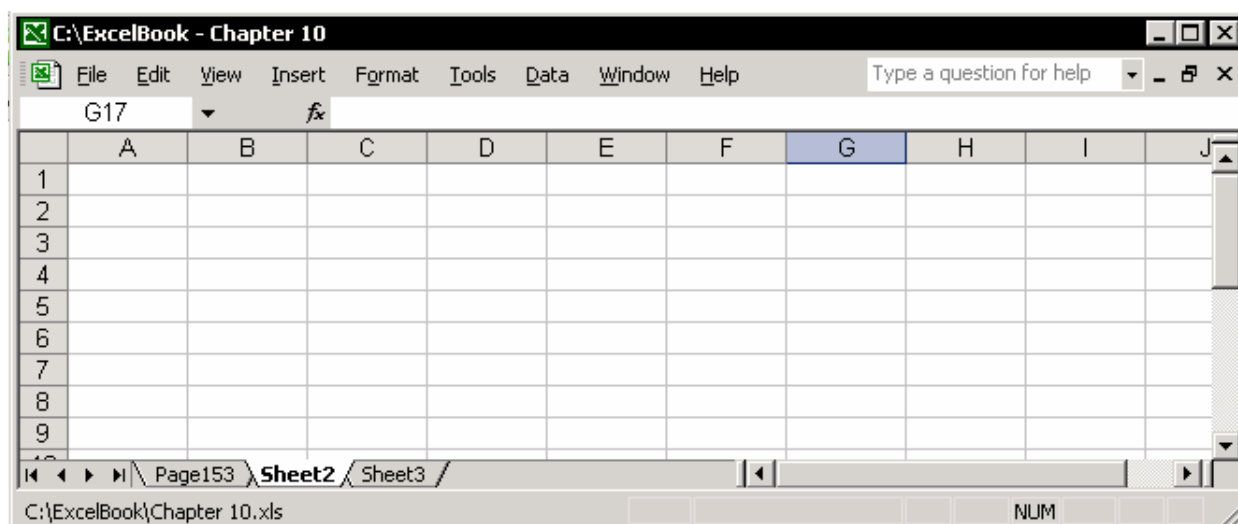 C:\ExcelBook - Chapter 10
File Edit View Insert Format Tools Data Window Help Type a question for help
G17 fx
A B C D E F G H I J
1
2
3
4
5
6
7
8
9
Page153 Sheet2 Sheet3
C:\ExcelBook\Chapter 10.xls NUM